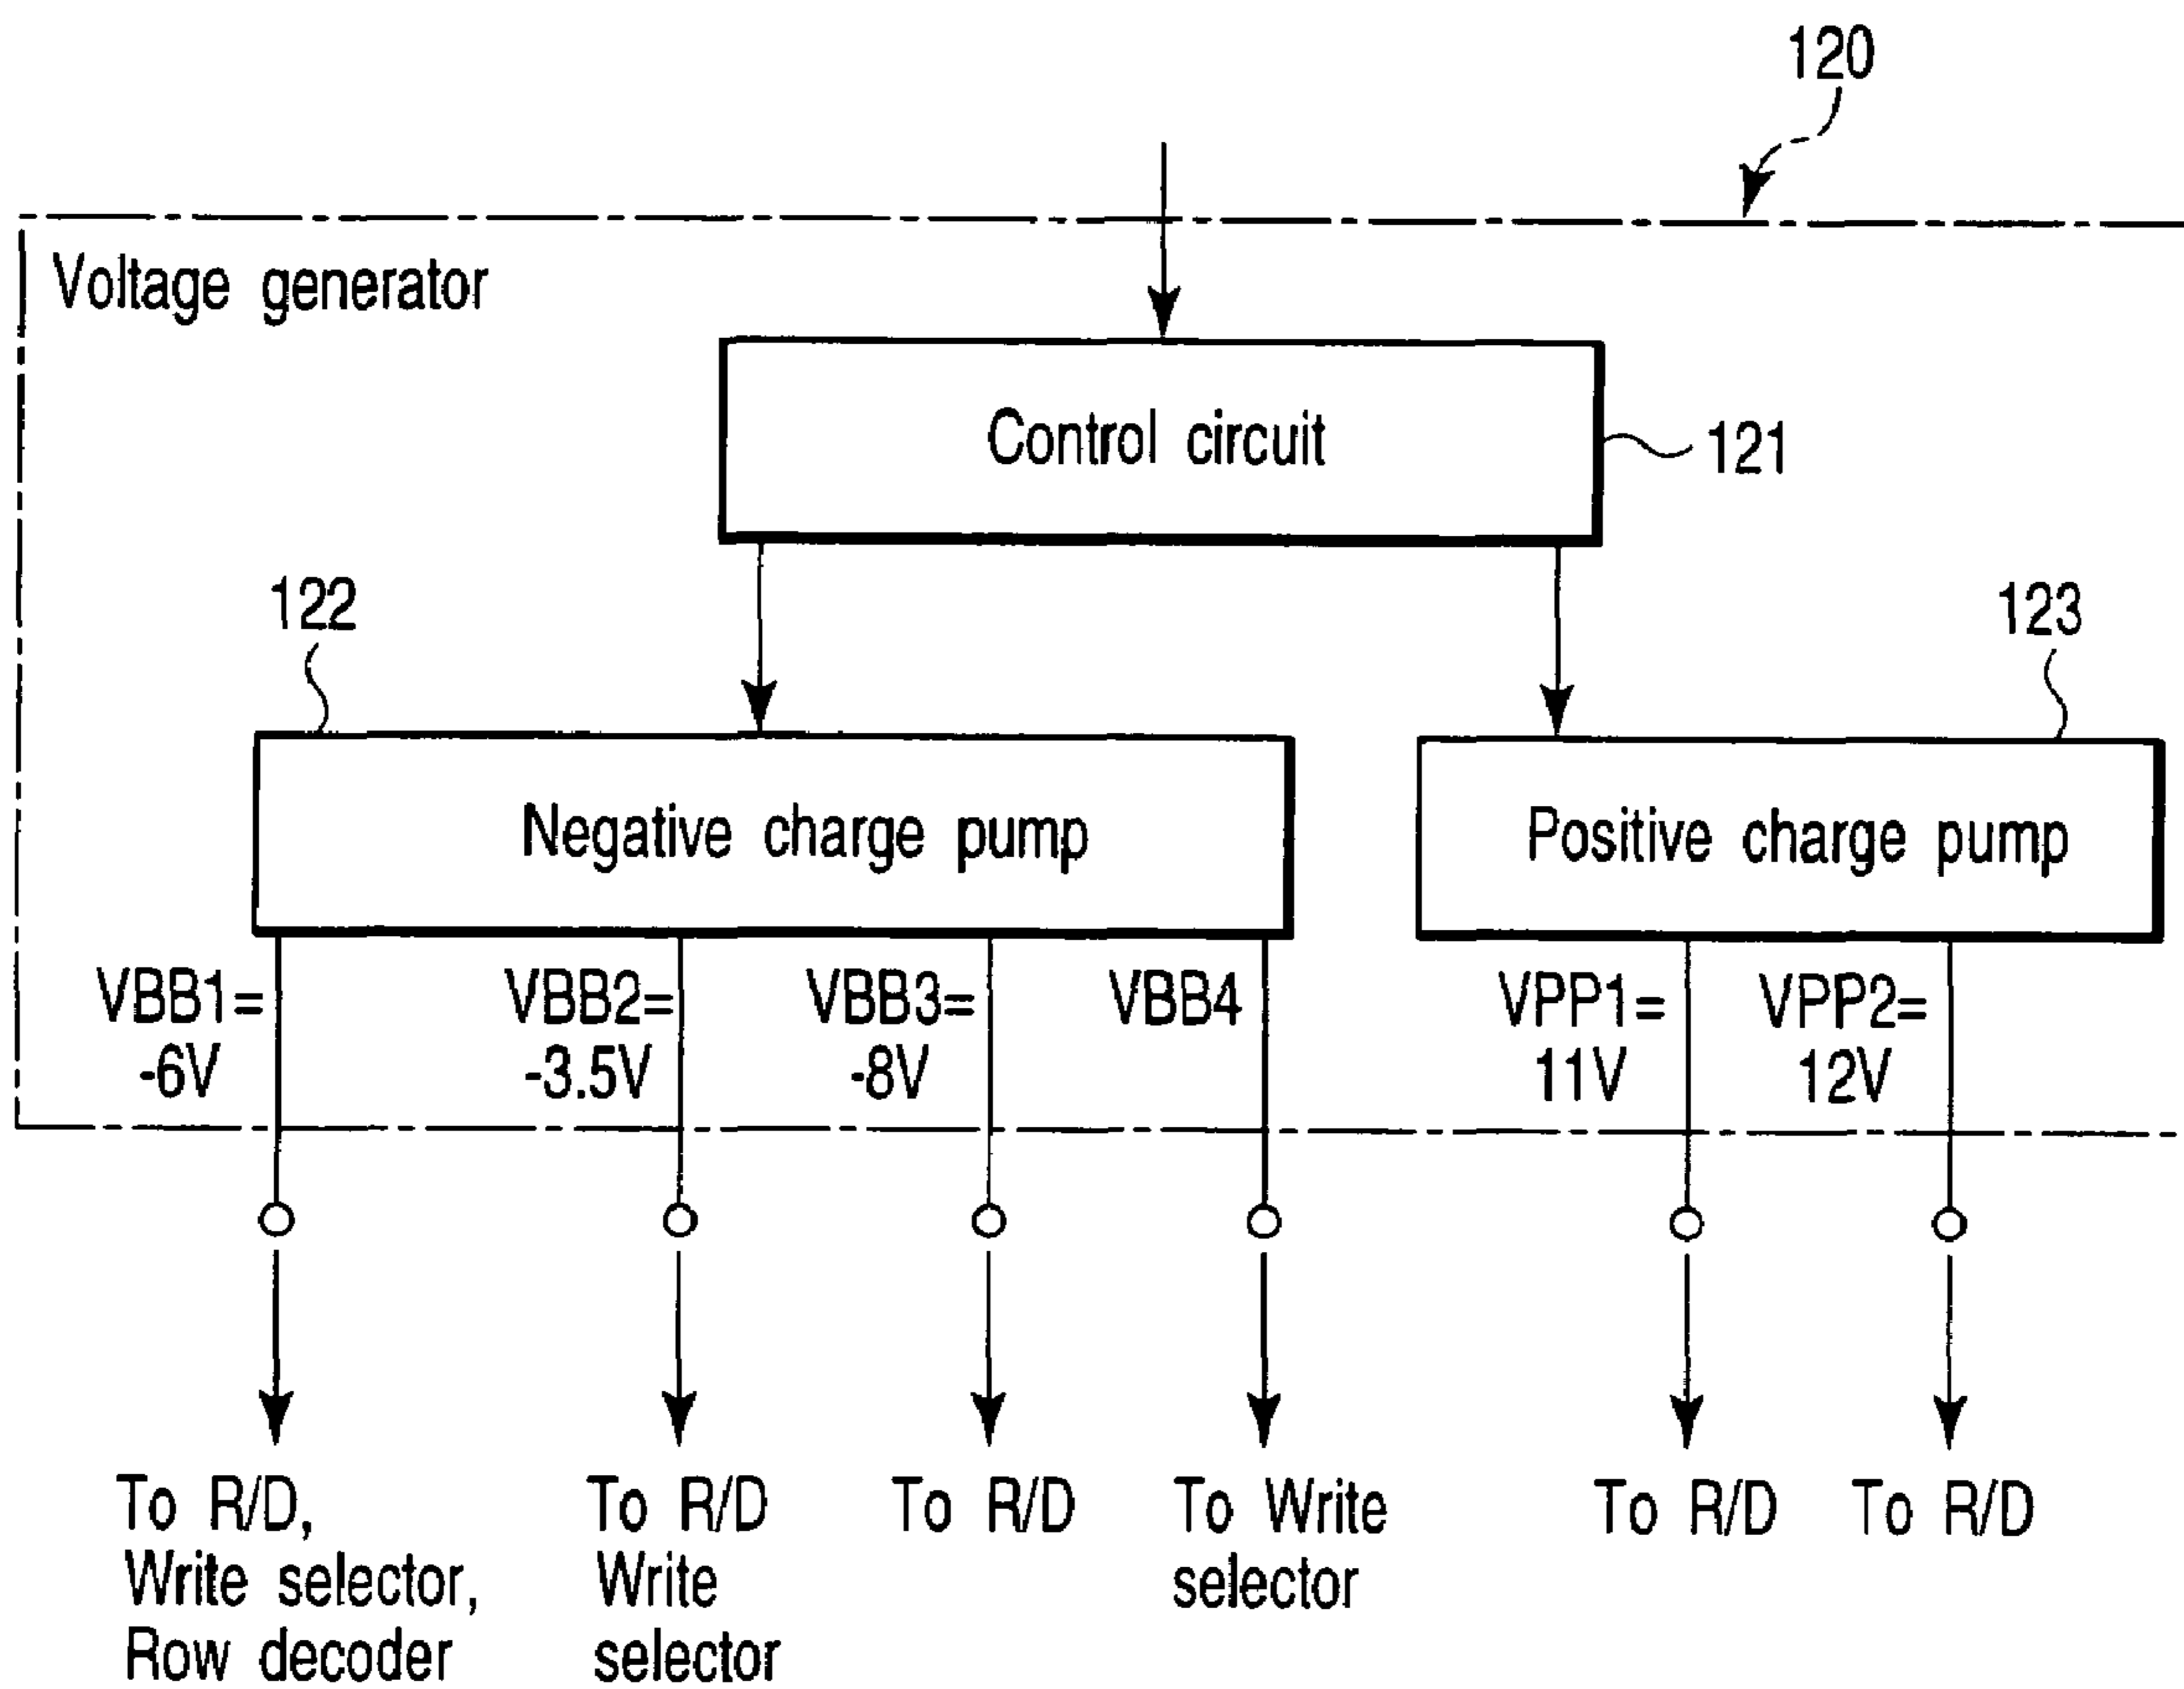 120
Voltage generator
Control circuit
121
122
123
Negative charge pump
Positive charge pump
VBB1=
-6V
VBB2=
-3.5V
VBB3=
-8V
VBB4
VPP1=
11V
VPP2=
12V
To R/D,
Write selector,
Row decoder
To R/D
Write
selector
To R/D
To Write
selector
To R/D
To R/D